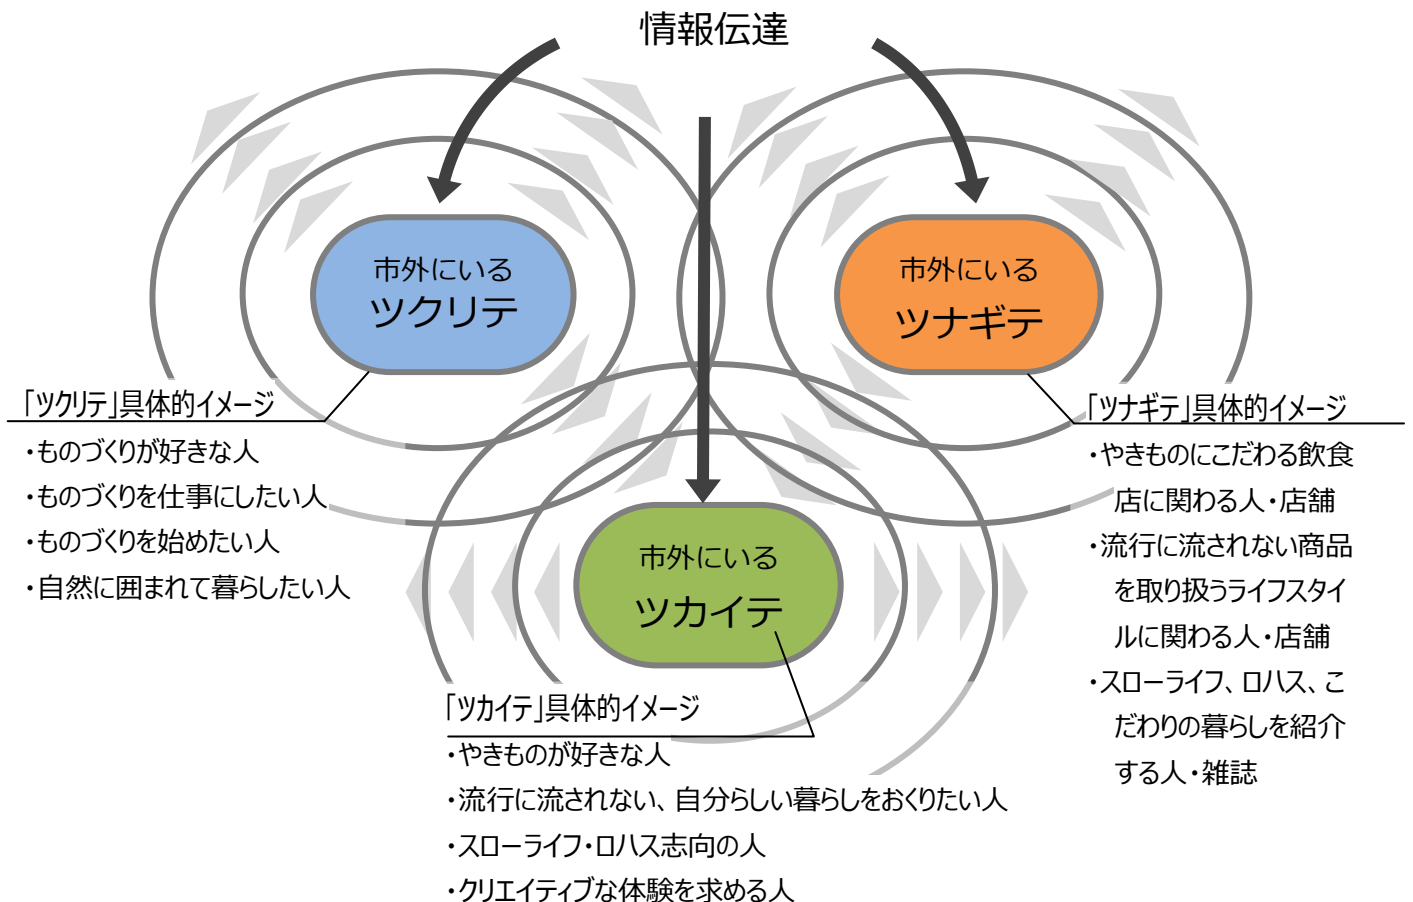 情報伝達
市外にいる
ツクリテ
市外にいる
ツナギテ
市外にいる
ツカイテ
「ツクリテ」具体的イメージ
・ものづくりが好きな人
・ものづくりを仕事にしたい人
・ものづくりを始めたい人
・自然に囲まれて暮らしたい人
「ツナギテ」具体的イメージ
・やきものにこだわる飲食
店に関わる人・店舗
・流行に流されない商品
を取り扱うライフスタイ
ルに関わる人・店舗
・スローライフ、ロハス、こ
だわりの暮らしを紹介
する人・雑誌
「ツカイテ」具体的イメージ
・やきものが好きな人
・流行に流されない、自分らしい暮らしをおくりたい人
・スローライフ・ロハス志向の人
・クリエイティブな体験を求める人